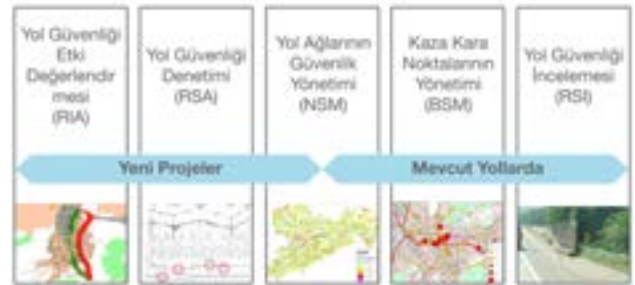 Yol Güvenliği
Etki
Değerlendir
mesi
(RIA)
Yol Güvenliği
Denetimi
(RSA)
Yol Ağlarının
Güvenlik
Yönetimi
(NSM)
Kaza Kara
Noktalarının
Yönetimi
(BSM)
Yol Güvenliği
İncelemesi
(RSI)
Yeni Projeler
Mevcut Yollarda